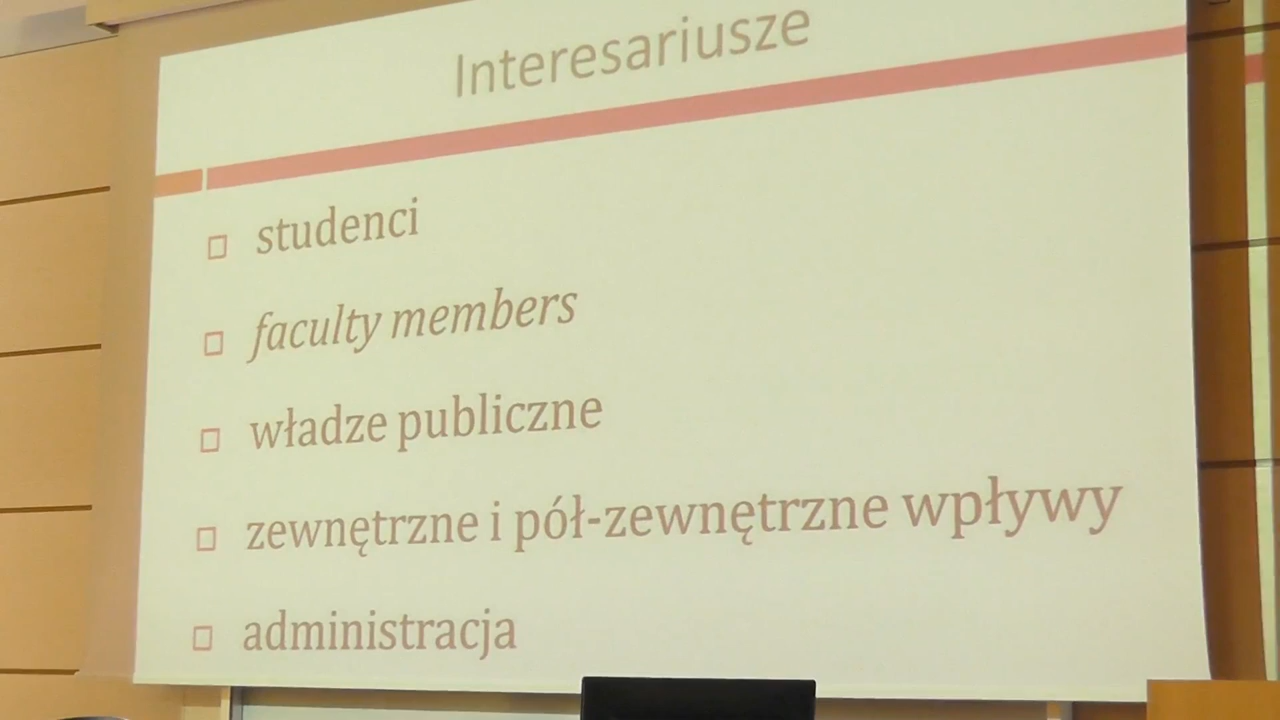 Interesariusze
studenci
faculty members
władze publiczne
zewnętrzne i pół-zewnętrzne wpływy
administracja